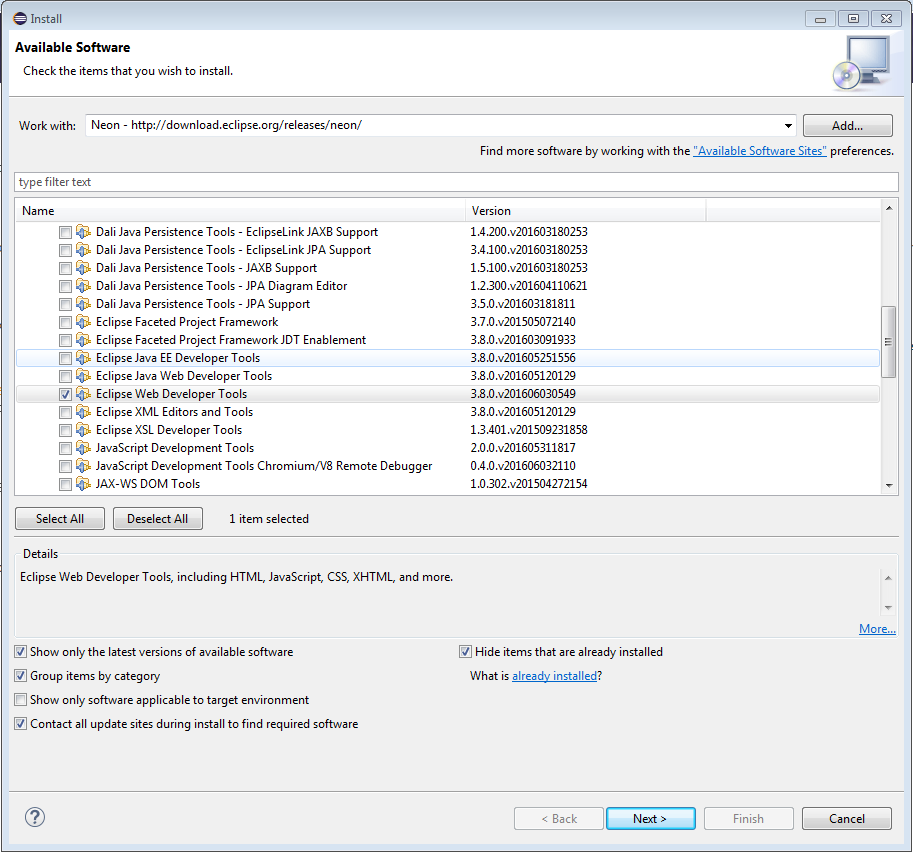 Install
Available Software
Check the items that you wish to install.
Work with: Neon - http://download.eclipse.org/releases/neon/ Add...
Find more software by working with the "Available Software Sites" preferences.
type filter text
Name Version
Dali Java Persistence Tools - EclipseLink JAXB Support 1.4.200.v201603180253
Dali Java Persistence Tools - EclipseLink JPA Support 3.4.100.v201603180253
Dali Java Persistence Tools - JAXB Support 1.5.100.v201603180253
Dali Java Persistence Tools - JPA Diagram Editor 1.2.300.v201604110621
Dali Java Persistence Tools - JPA Support 3.5.0.v201603181811
Eclipse Faceted Project Framework 3.7.0.v201505072140
Eclipse Faceted Project Framework JDT Enablement 3.8.0.v201603091933
Eclipse Java EE Developer Tools 3.8.0.v201605251556
Eclipse Java Web Developer Tools 3.8.0.v201605120129
Eclipse Web Developer Tools 3.8.0.v201606030549
Eclipse XML Editors and Tools 3.8.0.v201605120129
Eclipse XSL Developer Tools 1.3.401.v201509231858
JavaScript Development Tools 2.0.0.v201605311817
JavaScript Development Tools Chromium/V8 Remote Debugger 0.4.0.v201606032110
JAX-WS DOM Tools 1.0.302.v201504272154
Select All Deselect All 1 item selected
Details
Eclipse Web Developer Tools, including HTML, JavaScript, CSS, XHTML, and more.
More...
Show only the latest versions of available software Hide items that are already installed
Group items by category What is already installed?
Show only software applicable to target environment
Contact all update sites during install to find required software
? < Back Next > Finish Cancel